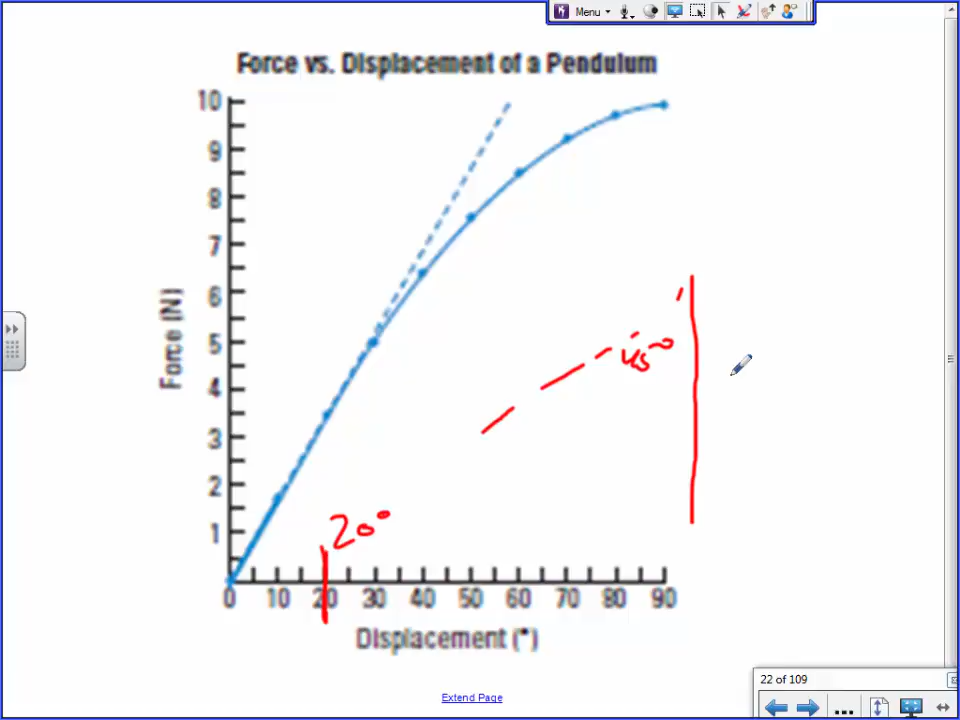 Menu
Force vs. Displacement of a Pendulum
10
9
8
7
6
5
4
3
2
1
Force (N)
45°
20°
0 10 20 30 40 50 60 70 80 90
Displacement (°)
Extend Page
22 of 109
...